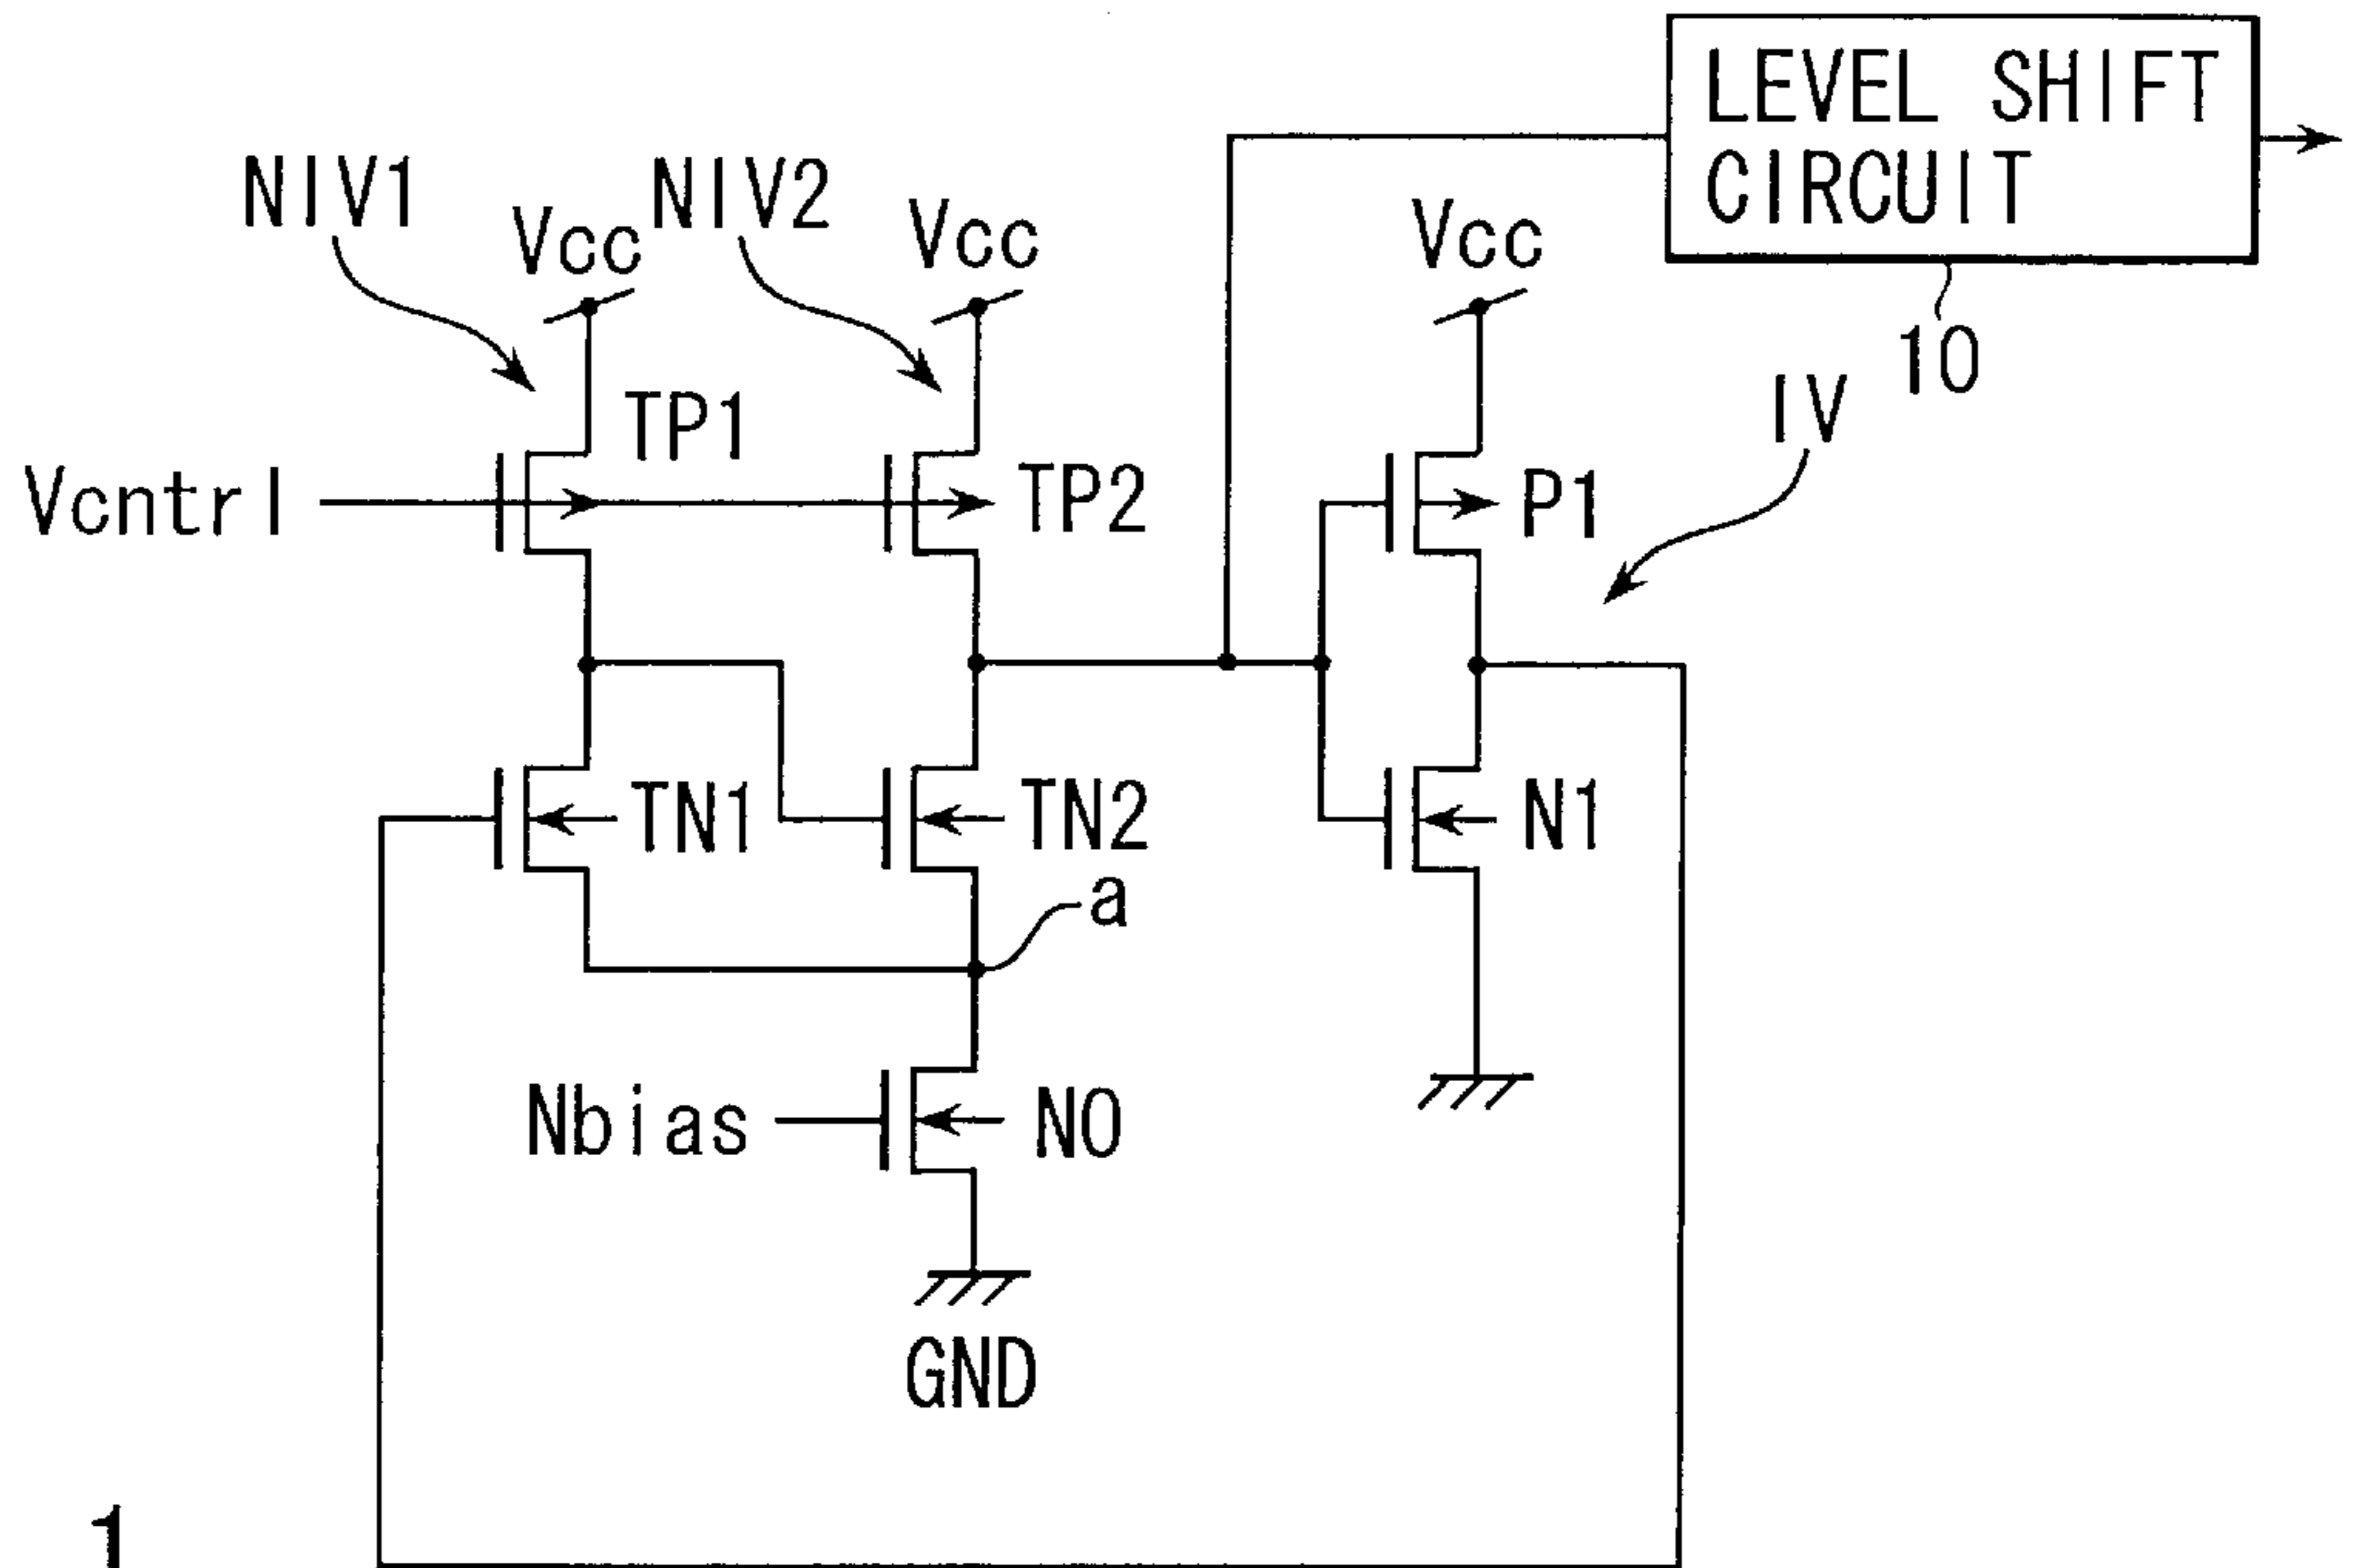 LEVEL SHIFT
CIRCUIT
NIV1
NIV2
Vcc
Vcc
Vcc
10
IV
TP1
Vcntrl
TP2
P1
TN1
TN2
N1
a
Nbias
N0
GND
1